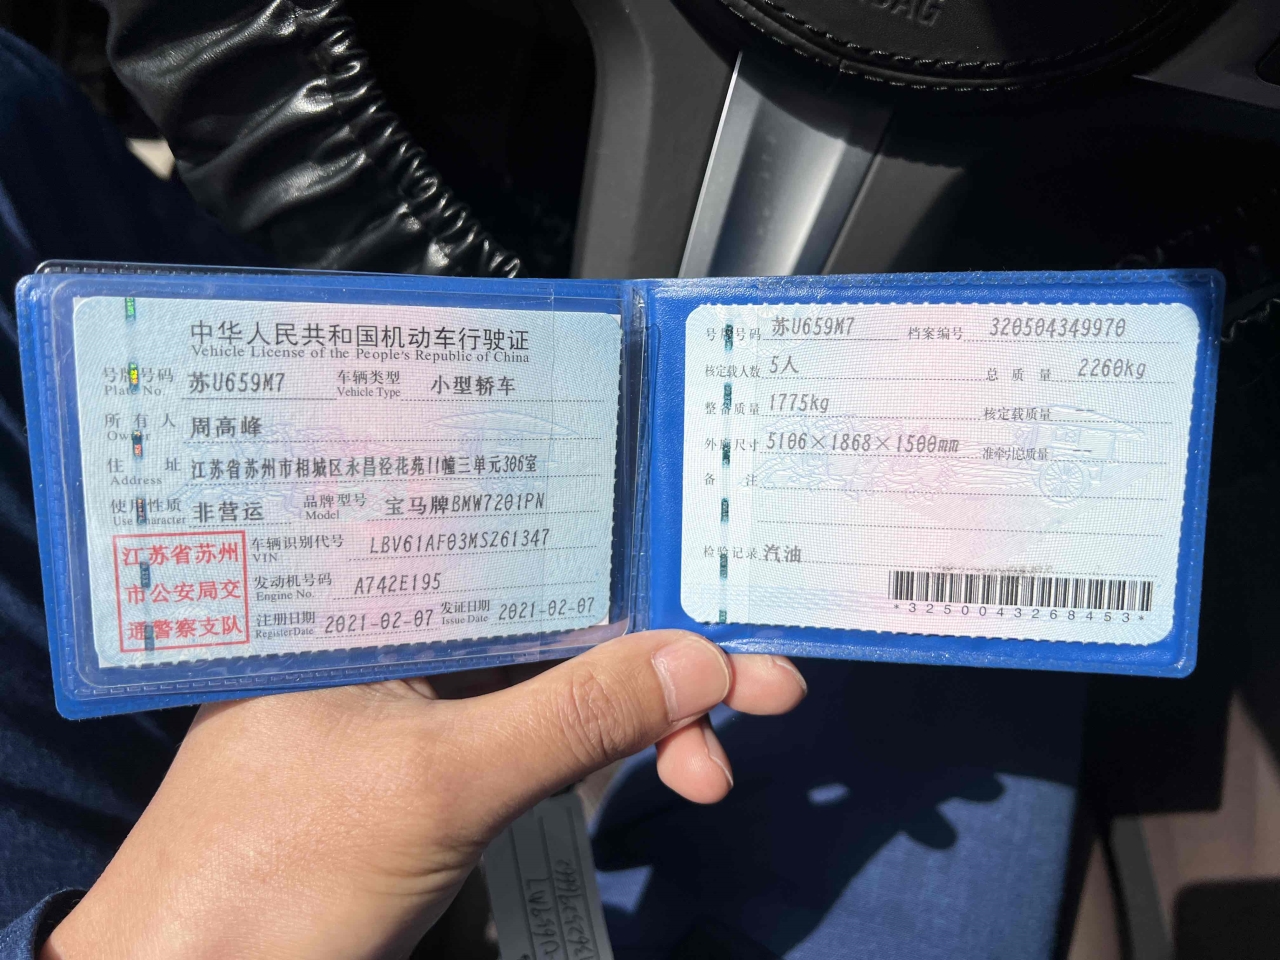 中华人民共和国机动车行驶证
Vehicle License of the People's Republic of China
号牌号码 苏U659M7 车辆类型 小型轿车
Plate No. Vehicle Type
所有人 周高峰
Owner
住址 江苏省苏州市相城区永昌泾花苑11幢三单元306室
Address
使用性质 非营运 品牌型号 宝马牌BMW7201PN
Use Character Model
江苏省苏州
市公安局交
通警察支队
车辆识别代号 LBV61AF03MSZ61347
VIN
发动机号码 A742E195
Engine No.
注册日期 2021-02-07 发证日期 2021-02-07
Register Date Issue Date
号牌号码 苏U659M7 档案编号 320504349970
核定载人数 5人 总质量 2260kg
整备质量 1775kg 核定载质量 --
外廓尺寸 5106×1868×1500mm 准牵引总质量 --
备注
检验记录 汽油
*3250043268453*